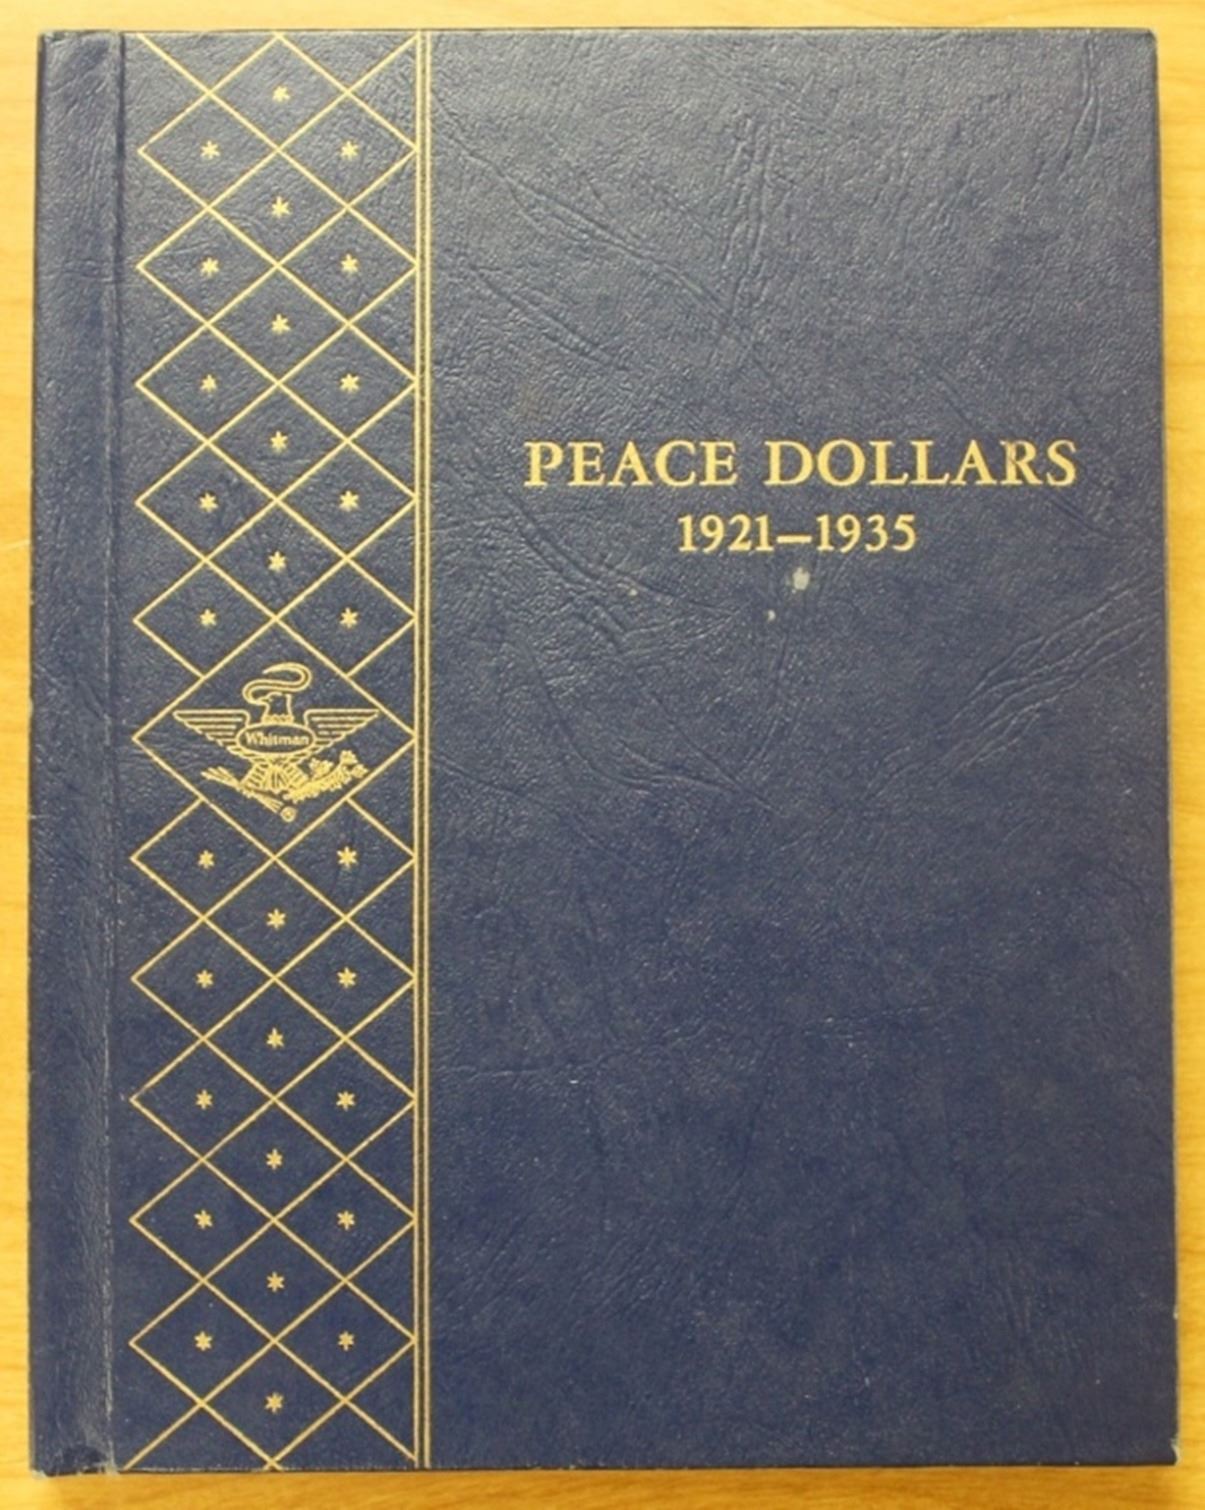 PEACE DOLLARS
1921–1935
Whitman